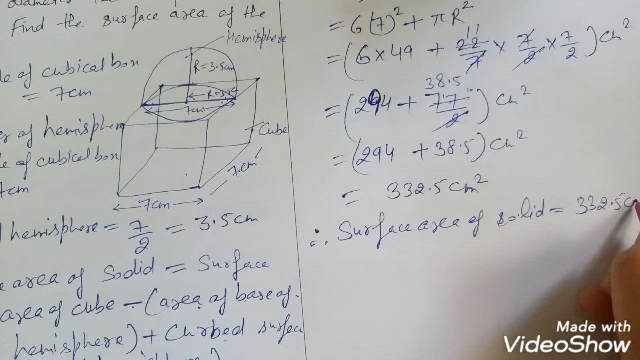 Find the surface area of the
Hemisphere
of cubical box
= 7cm
R=3.5cm
7cm
Cube
of hemisphere
of cubical box
7cm
7cm
hemisphere = 7/2 = 3.5cm
area of Solid = Surface
area of cube - (area of base of
hemisphere) + Curbed surface
= 6(7)² + πR²
= (6×49 + 22/7 × 7/2 × 7/2) cm²
11
= (294 + 77/2) cm²
38.5
= (294 + 38.5) cm²
= 332.5 cm²
∴ Surface area of solid = 332.5c
Made with
VideoShow